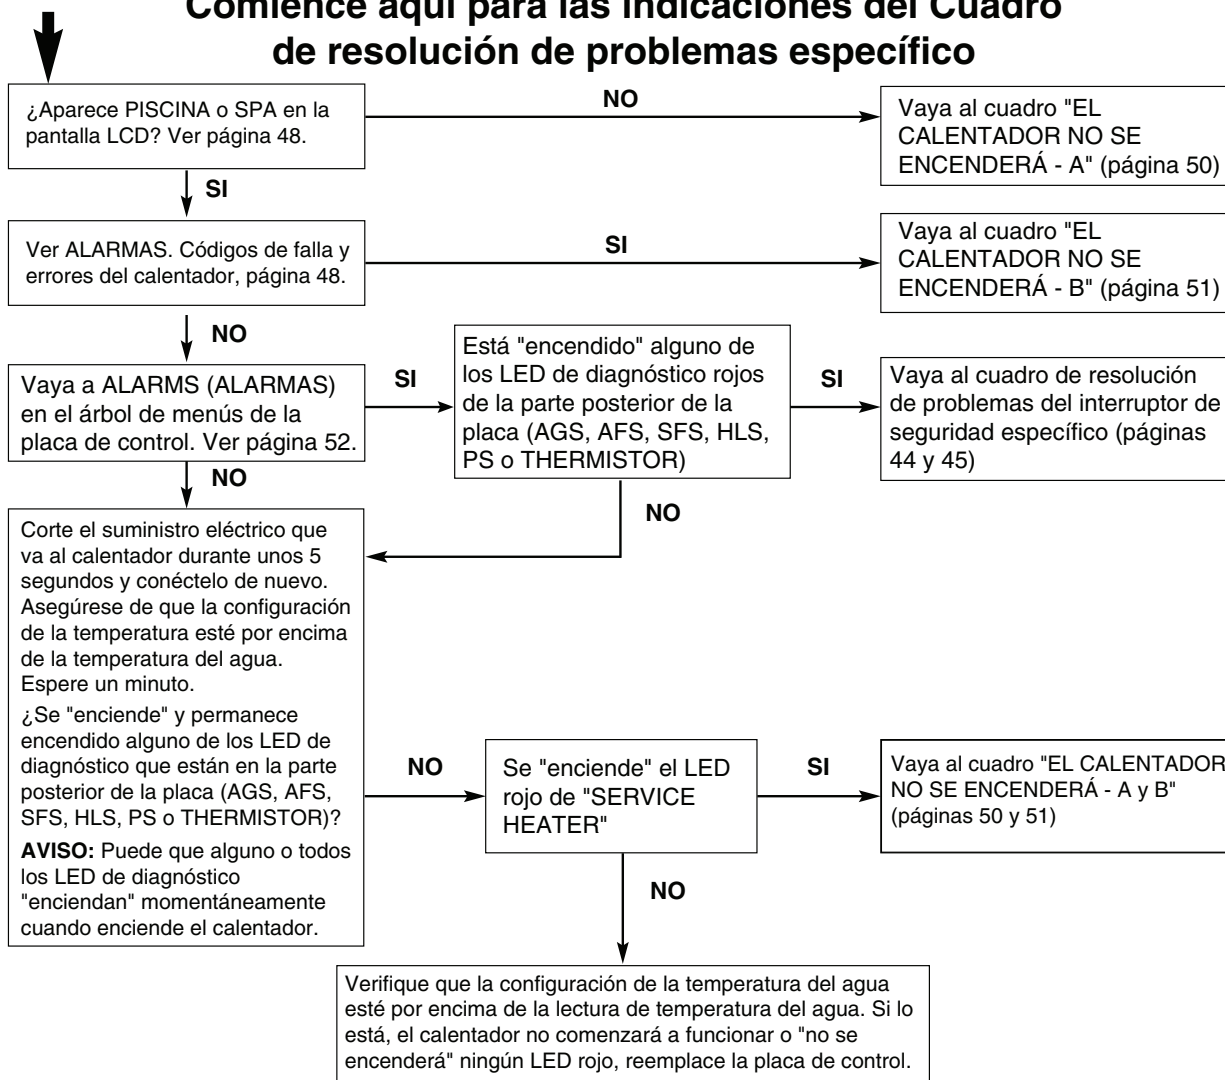 Comience aquí para las indicaciones del Cuadro
de resolución de problemas específico
¿Aparece PISCINA o SPA en la
pantalla LCD? Ver página 48.
NO
Vaya al cuadro "EL
CALENTADOR NO SE
ENCENDERÁ - A" (página 50)
SI
Ver ALARMAS. Códigos de falla y
errores del calentador, página 48.
SI
Vaya al cuadro "EL
CALENTADOR NO SE
ENCENDERÁ - B" (página 51)
NO
Vaya a ALARMS (ALARMAS)
en el árbol de menús de la
placa de control. Ver página 52.
SI
Está "encendido" alguno de
los LED de diagnóstico rojos
de la parte posterior de la
placa (AGS, AFS, SFS, HLS,
PS o THERMISTOR)
SI
Vaya al cuadro de resolución
de problemas del interruptor de
seguridad específico (páginas
44 y 45)
NO
NO
Corte el suministro eléctrico que
va al calentador durante unos 5
segundos y conéctelo de nuevo.
Asegúrese de que la configuración
de la temperatura esté por encima
de la temperatura del agua.
Espere un minuto.
¿Se "enciende" y permanece
encendido alguno de los LED de
diagnóstico que están en la parte
posterior de la placa (AGS, AFS,
SFS, HLS, PS o THERMISTOR)?
AVISO: Puede que alguno o todos
los LED de diagnóstico
"enciendan" momentáneamente
cuando enciende el calentador.
NO
Se "enciende" el LED
rojo de "SERVICE
HEATER"
SI
Vaya al cuadro "EL CALENTADOR
NO SE ENCENDERÁ - A y B"
(páginas 50 y 51)
NO
Verifique que la configuración de la temperatura del agua
esté por encima de la lectura de temperatura del agua. Si lo
está, el calentador no comenzará a funcionar o "no se
encenderá" ningún LED rojo, reemplace la placa de control.